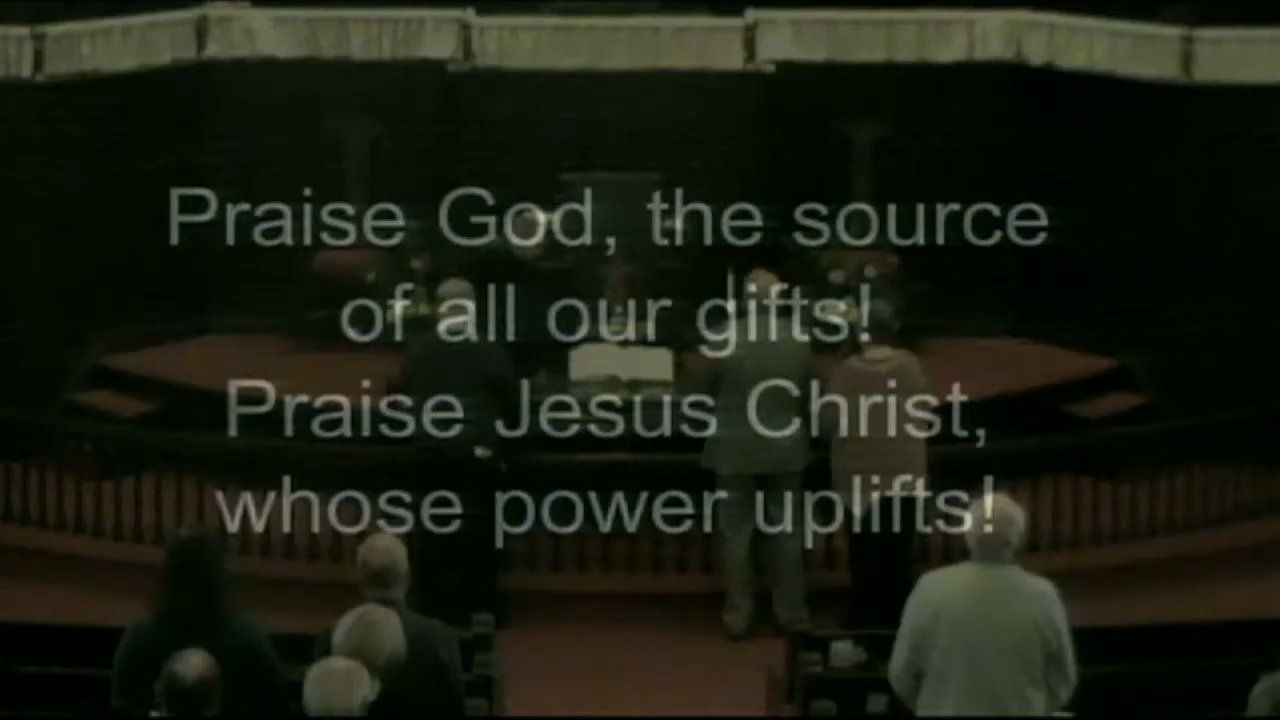 Praise God, the source
of all our gifts!
Praise Jesus Christ,
whose power uplifts!